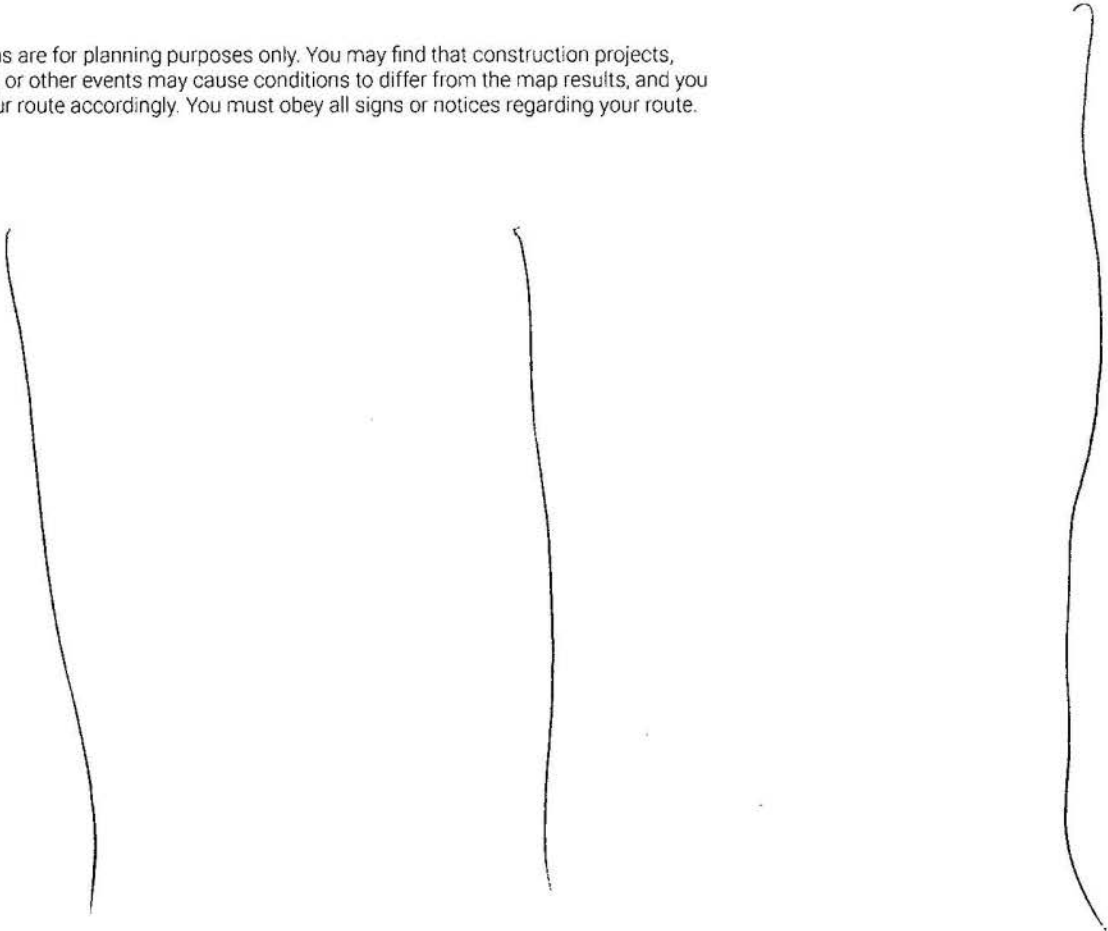 are for planning purposes only. You may find that construction projects,
or other events may cause conditions to differ from the map results, and you
route accordingly. You must obey all signs or notices regarding your route.